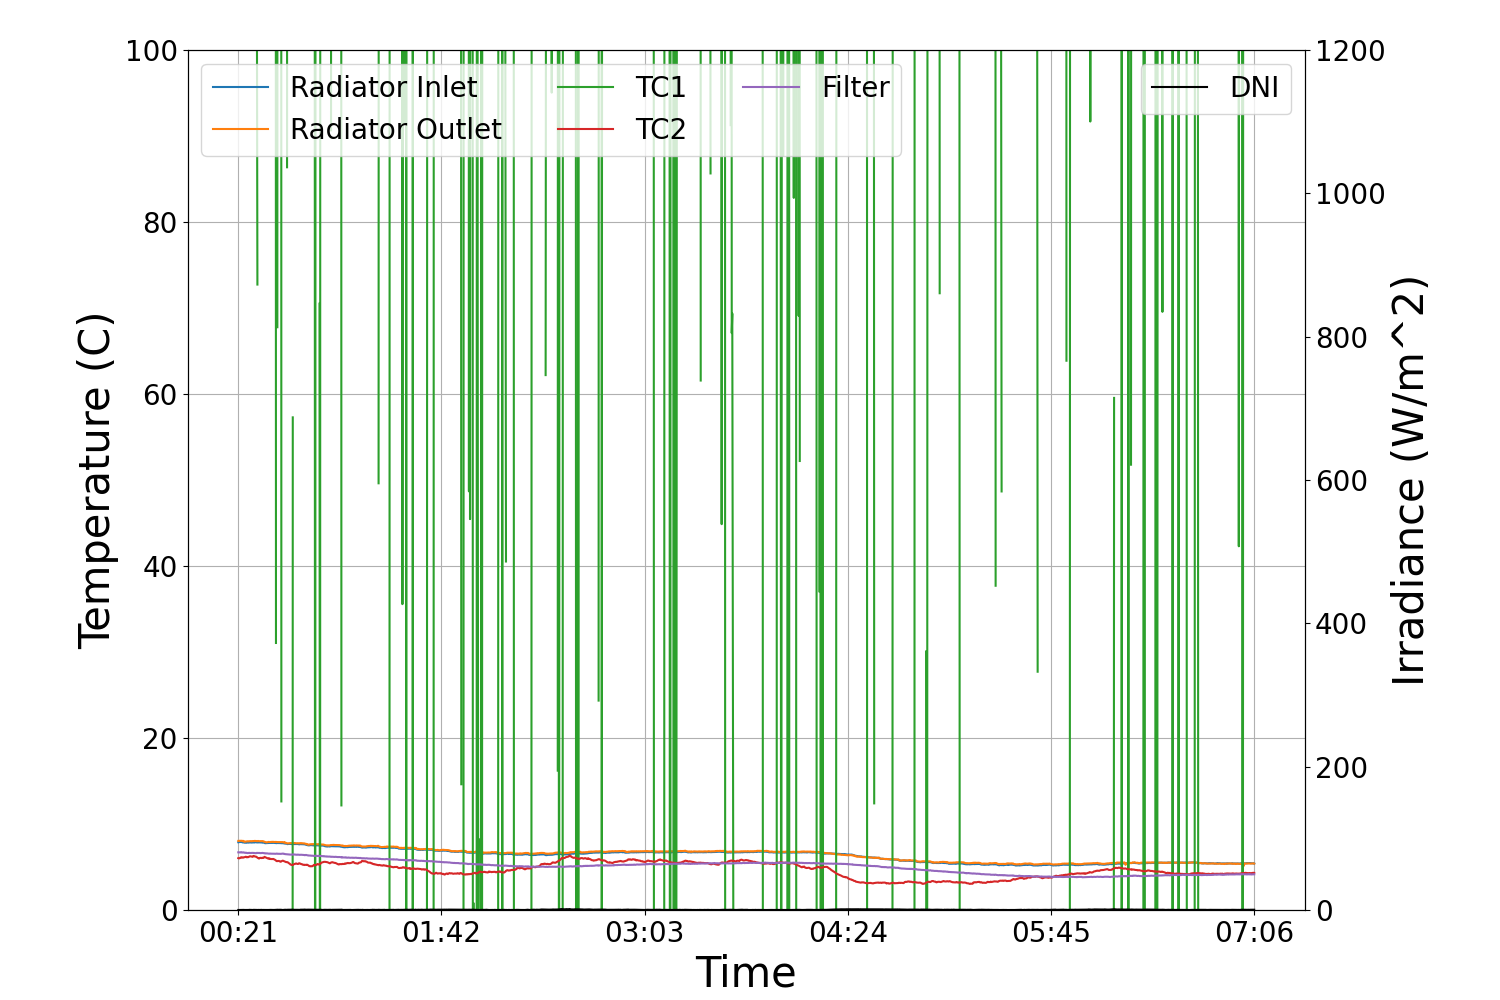 100
80
60
40
20
0
Temperature (C)
Radiator Inlet
Radiator Outlet
TC1
TC2
Filter
DNI
1200
1000
800
600
400
200
0
Irradiance (W/m^2)
00:21 01:42 03:03 04:24 05:45 07:06
Time